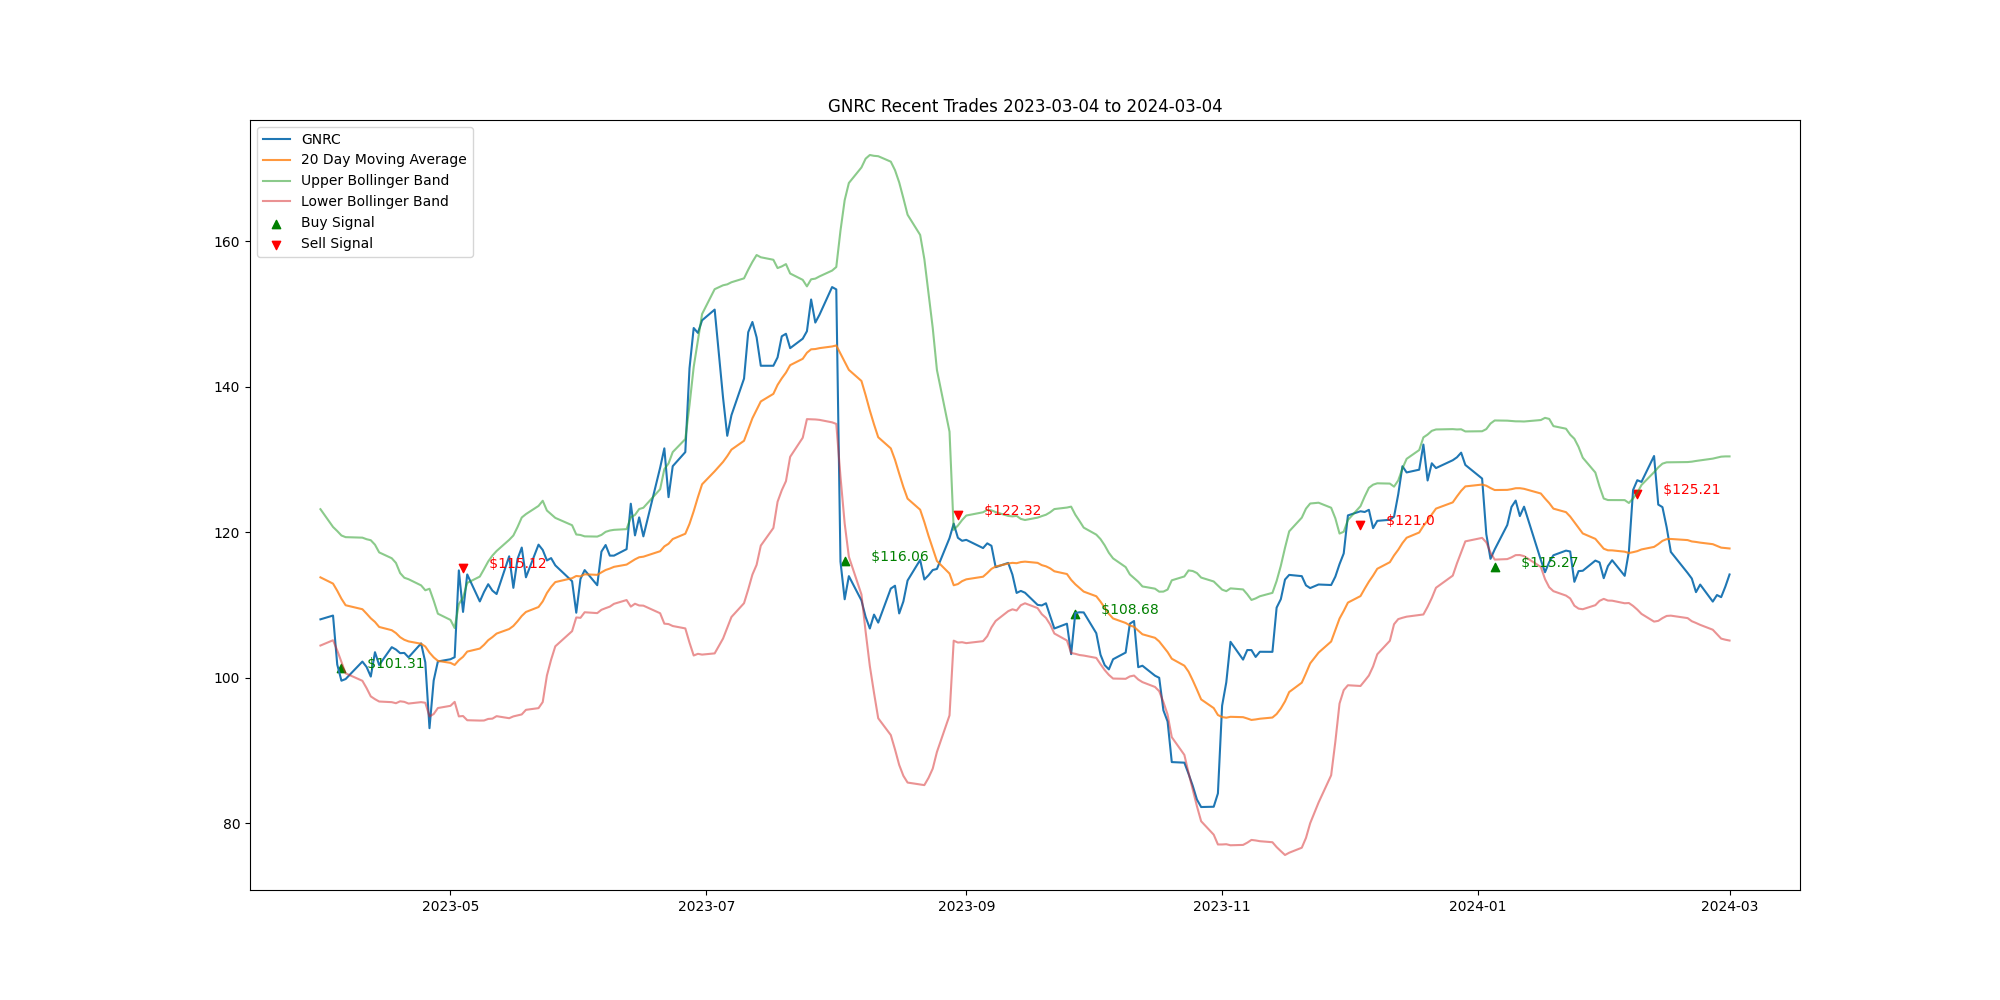 GNRC Recent Trades 2023-03-04 to 2024-03-04
GNRC
20 Day Moving Average
Upper Bollinger Band
Lower Bollinger Band
Buy Signal
Sell Signal
160
140
120
100
80
$101.31
$115.12
$116.06
$122.32
$108.68
$121.0
$115.27
$125.21
2023-05
2023-07
2023-09
2023-11
2024-01
2024-03